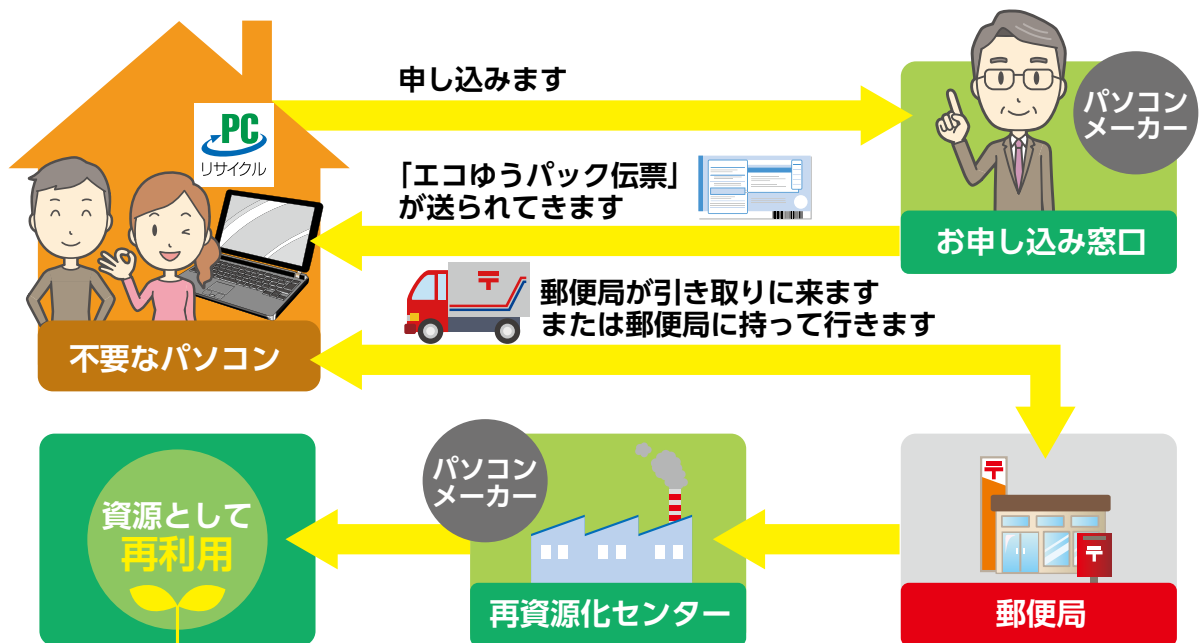 申し込みます
PC
リサイクル
パソコン
メーカー
「エコゆうパック伝票」
が送られてきます
お申し込み窓口
郵便局が引き取りに来ます
または郵便局に持って行きます
不要なパソコン
パソコン
メーカー
資源として
再利用
再資源化センター
郵便局